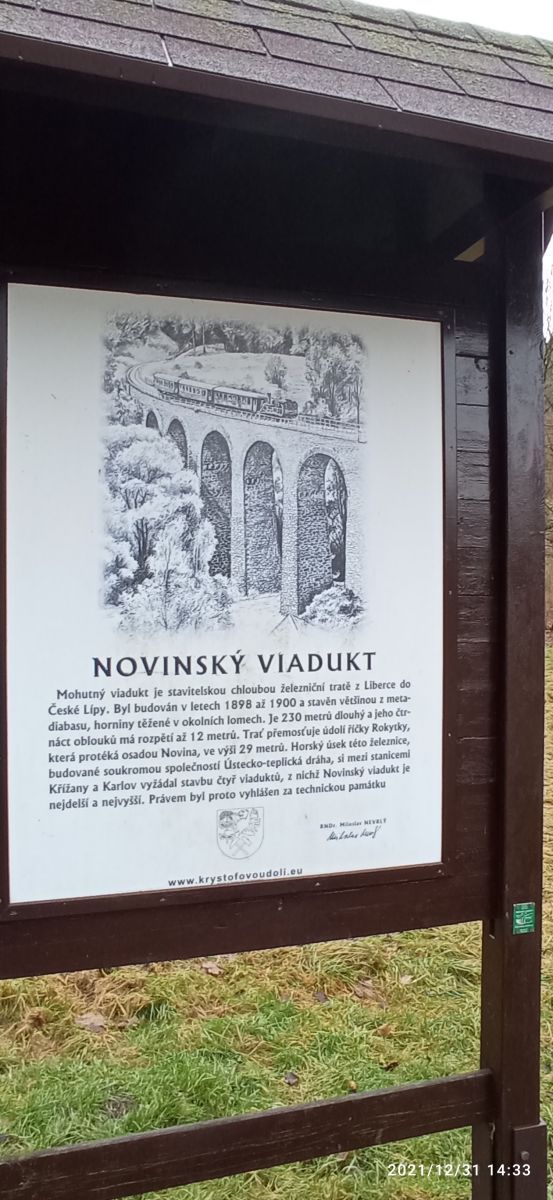 NOVINSKÝ VIADUKT
Mohutný viadukt je stavitelskou chloubou železniční tratě z Liberce do
České Lípy. Byl budován v letech 1898 až 1900 a stavěn většinou z meta-
diabasu, horniny těžené v okolních lomech. Je 230 metrů dlouhý a jeho čtr-
náct oblouků má rozpětí až 12 metrů. Trať přemosťuje údolí říčky Rokytky,
která protéká osadou Novina, ve výši 29 metrů. Horský úsek této železnice,
budované soukromou společností Ústecko-teplická dráha, si mezi stanicemi
Křížany a Karlov vyžádal stavbu čtyř viaduktů, z nichž Novinský viadukt je
nejdelší a nejvyšší. Právem byl proto vyhlášen za technickou památku
RNDr. Miloslav NEVRLÝ
www.krystofovoudoli.eu
2021/12/31 14:33